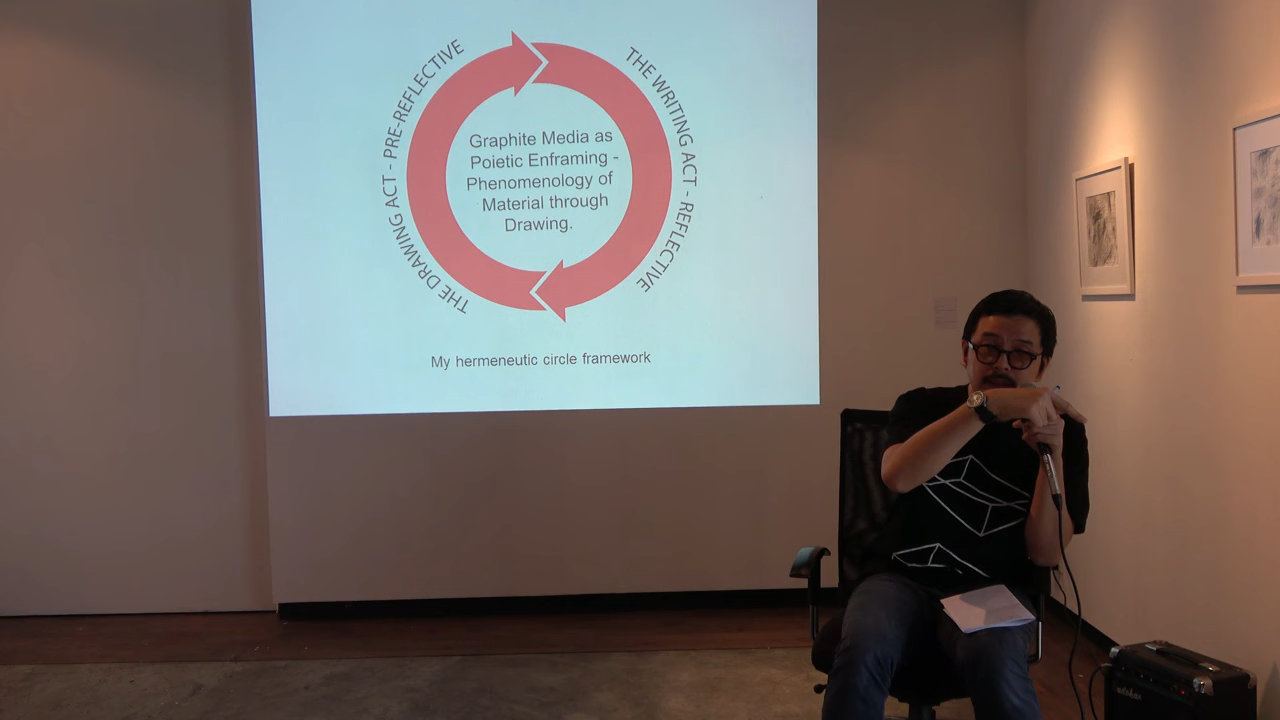 THE DRAWING ACT - PRE-REFLECTIVE
THE WRITING ACT - REFLECTIVE
Graphite Media as
Poietic Enframing -
Phenomenology of
Material through
Drawing.
My hermeneutic circle framework